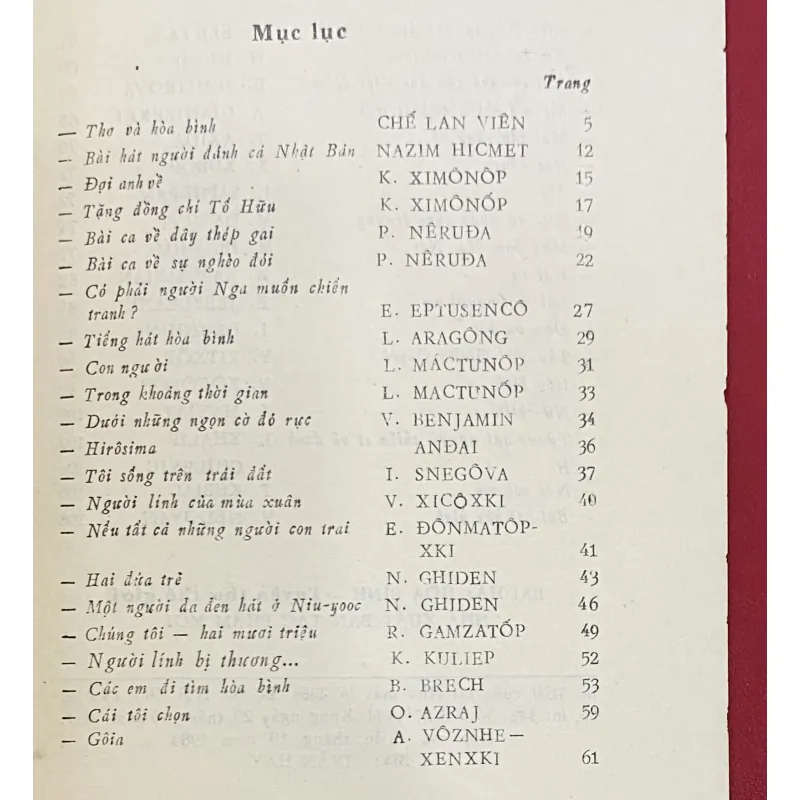 Mục lục
Trang
— Thơ và hòa bình CHẾ LAN VIÊN 5
— Bài hát người đánh cá Nhật Bản NAZIM HICMET 12
— Đợi anh về K. XIMÔNÔP 15
— Tặng đồng chí Tố Hữu K. XIMÔNỐP 17
— Bài ca về dây thép gai P. NÊRUĐA 19
— Bài ca về sự nghèo đói P. NÊRUĐA 22
— Có phải người Nga muốn chiến
tranh? E. EPTUSENCÔ 27
— Tiếng hát hòa bình L. ARAGÔNG 29
— Con người L. MÁCTƯNÔP 31
— Trong khoảng thời gian L. MACTƯNỐP 33
— Dưới những ngọn cờ đỏ rực V. BENJAMIN 34
— Hirôsima ANĐAI 36
— Tôi sống trên trái đất I. SNEGÔVA 37
— Người lính của mùa xuân V. XICÔXKI 40
— Nếu tất cả những người con trai E. ĐÔNMATÔP-
XKI 41
— Hai đứa trẻ N. GHIDEN 43
— Một người da đen hát ở Niu-yooc N. GHIDEN 46
— Chúng tôi — hai mươi triệu R. GAMZATỐP 49
— Người lính bị thương... K. KULIEP 52
— Các em đi tìm hòa bình B. BRECH 53
— Cái tôi chọn O. AZRAJ 59
— Gôia A. VÔZNHE—
XENXKI 61